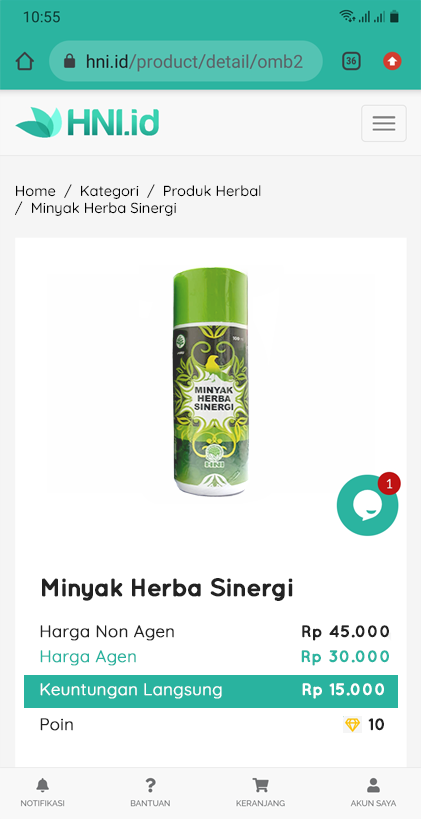 10:55
36
hni.id/product/detail/omb2
HNI.id
Home / Kategori / Produk Herbal
/ Minyak Herba Sinergi
MINYAK
HERBA
SINERGI
HNI
1
Minyak Herba Sinergi
Harga Non Agen Rp 45.000
Harga Agen Rp 30.000
Keuntungan Langsung Rp 15.000
Poin 10
NOTIFIKASI BANTUAN KERANJANG AKUN SAYA